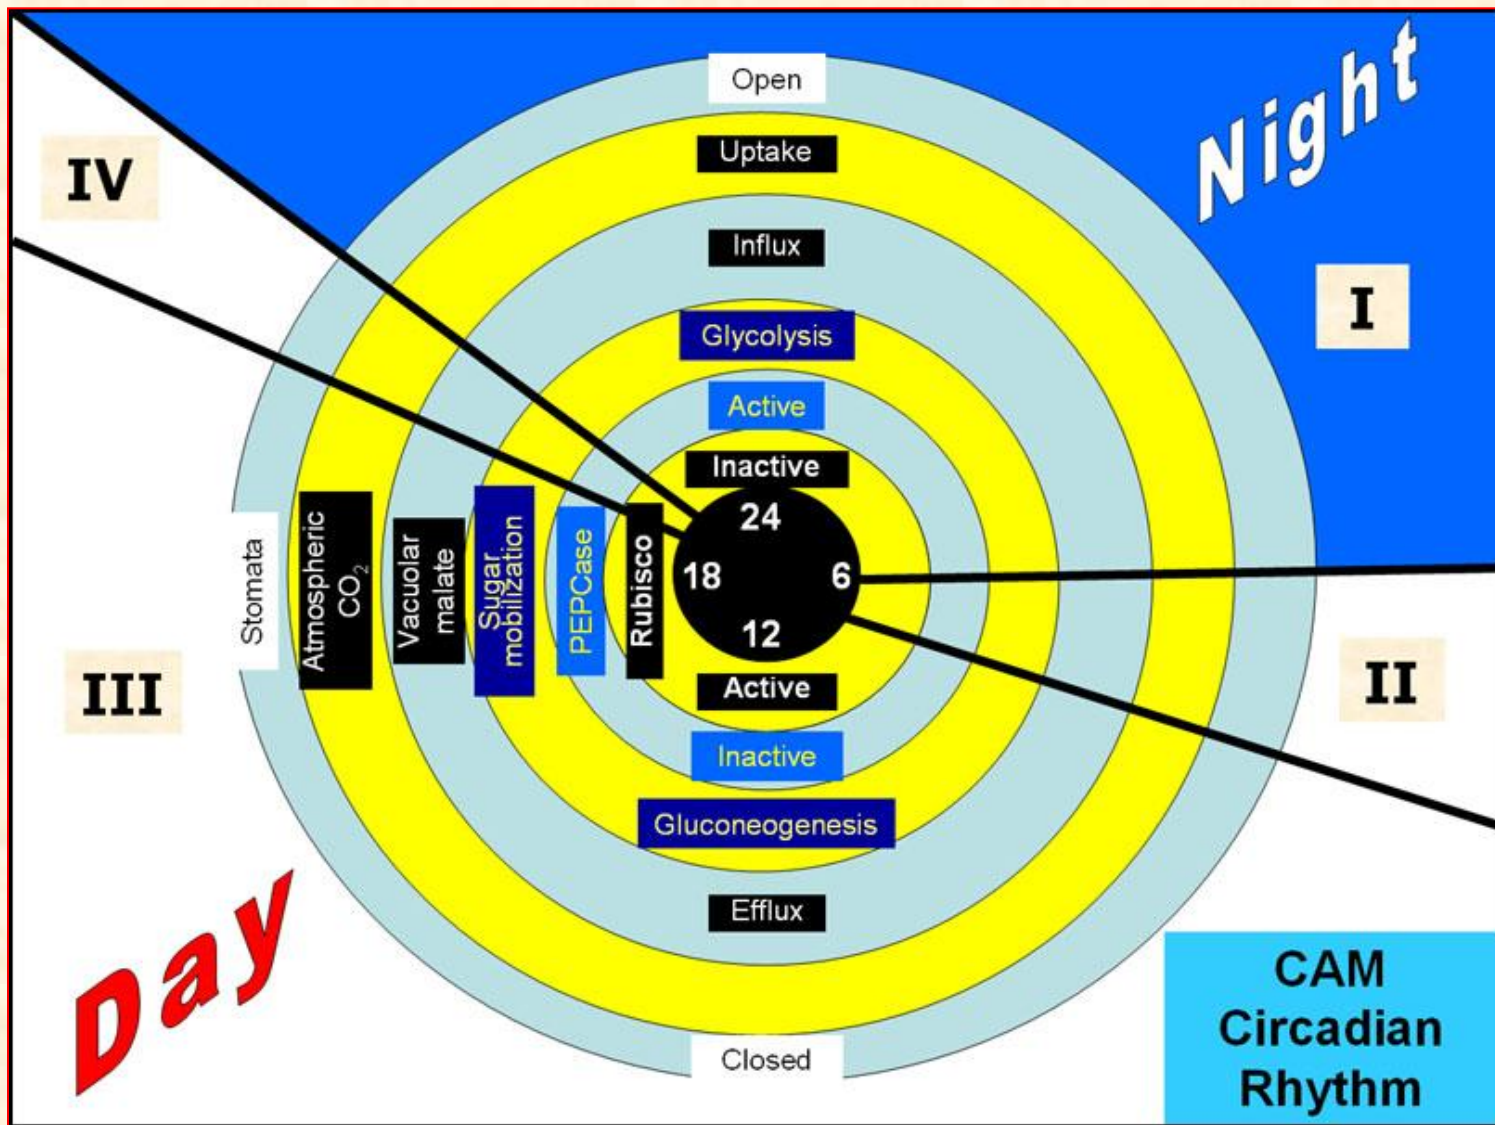 Open
Night
Uptake
IV
Influx
I
Glycolysis
Active
Inactive
24
18
6
12
Stomata
Atmospheric
CO₂
Vacuolar
malate
Sugar
mobilization
PEPCase
Rubisco
III
II
Active
Inactive
Gluconeogenesis
Efflux
Day
Closed
CAM
Circadian
Rhythm